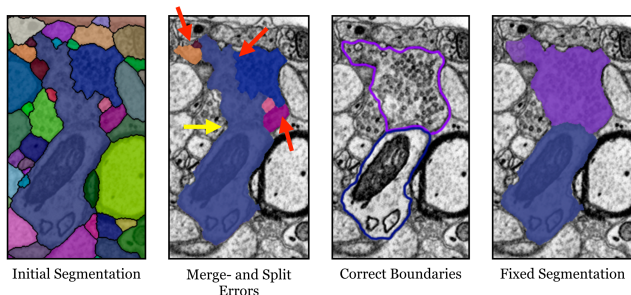 Initial Segmentation
Merge- and Split
Errors
Correct Boundaries
Fixed Segmentation